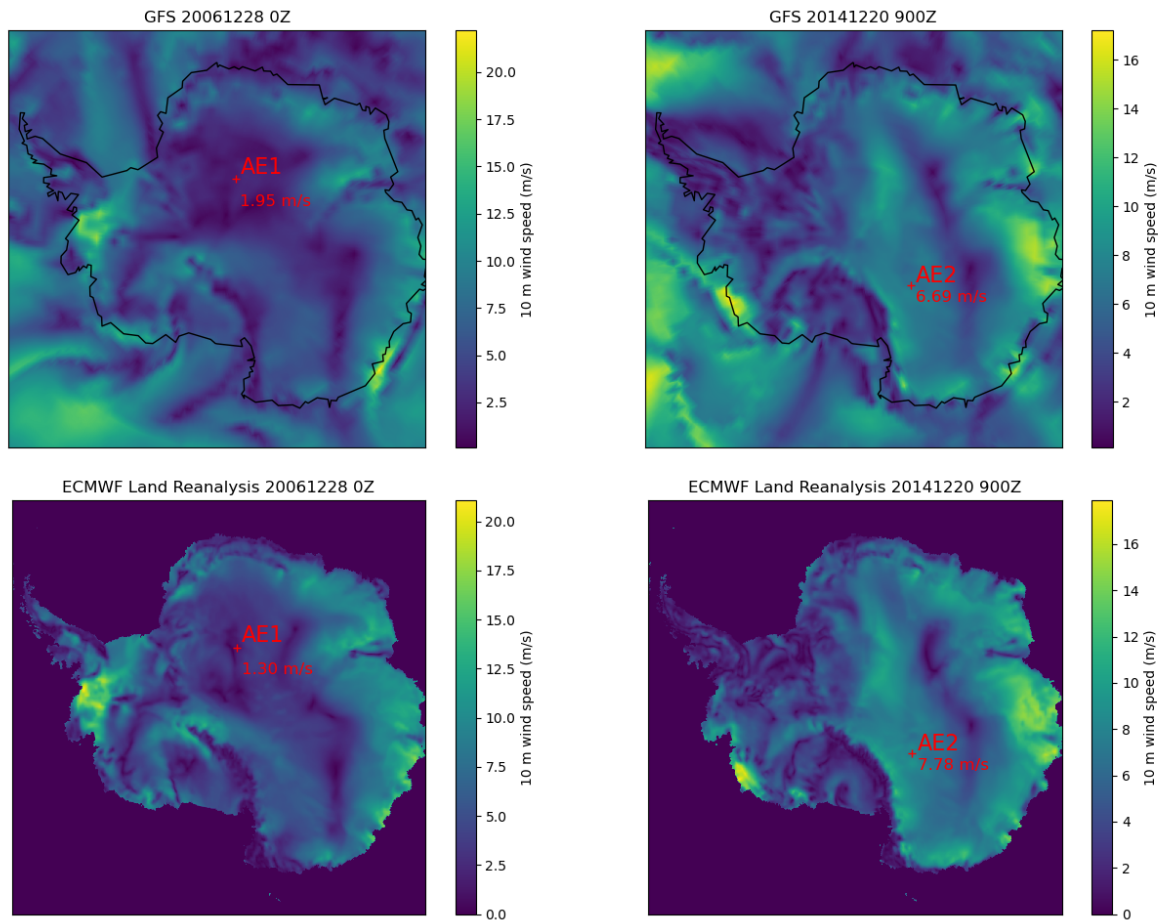 GFS 20061228 0Z
AE1
1.95 m/s
20.0
17.5
15.0
12.5
10.0
7.5
5.0
2.5
10 m wind speed (m/s)
GFS 20141220 900Z
AE2
6.69 m/s
16
14
12
10
8
6
4
2
10 m wind speed (m/s)
ECMWF Land Reanalysis 20061228 0Z
AE1
1.30 m/s
20.0
17.5
15.0
12.5
10.0
7.5
5.0
2.5
0.0
10 m wind speed (m/s)
ECMWF Land Reanalysis 20141220 900Z
AE2
7.78 m/s
16
14
12
10
8
6
4
2
0
10 m wind speed (m/s)